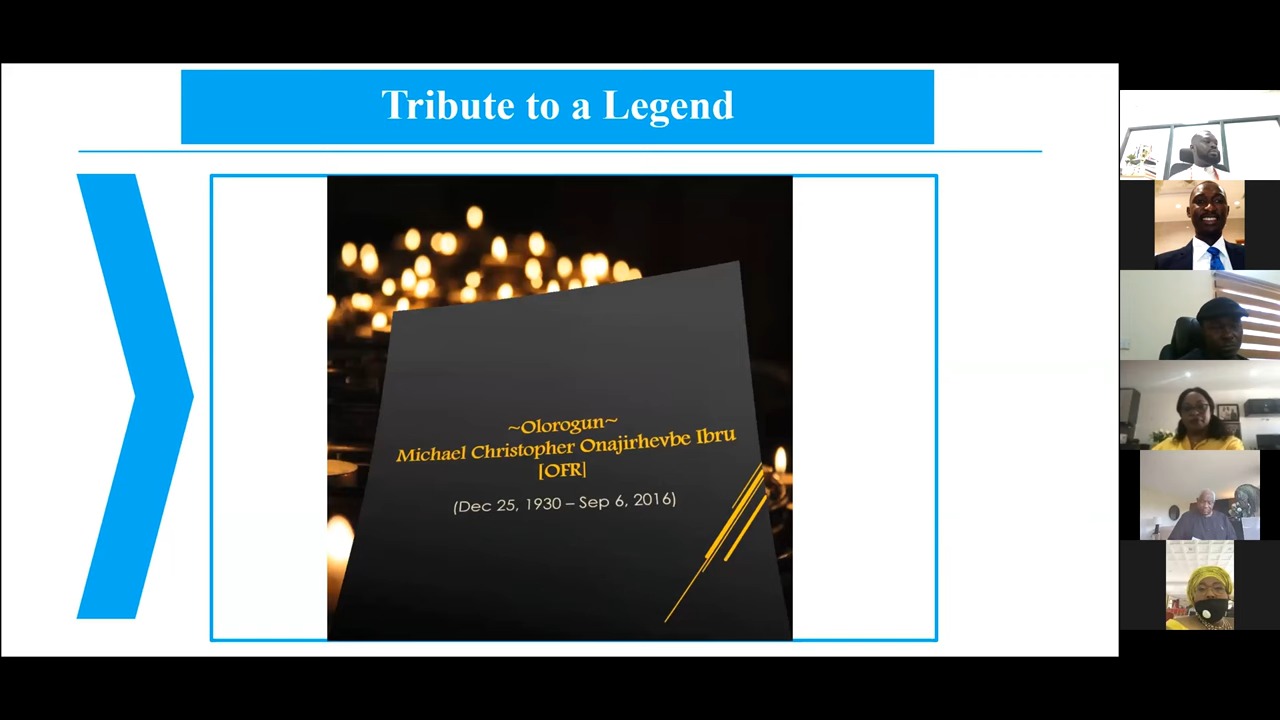 Tribute to a Legend
~Olorogun~
Michael Christopher Onajirhevbe Ibru
[OFR]
(Dec 25, 1930 – Sep 6, 2016)